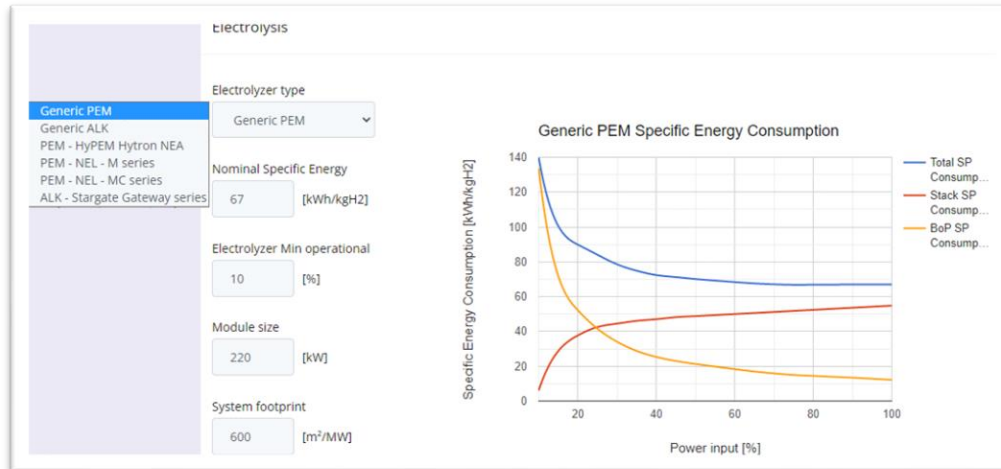 Electrolysis
Electrolyzer type
Generic PEM
Generic PEM
Generic ALK
PEM - HyPEM Hytron NEA
PEM - NEL - M series
PEM - NEL - MC series
ALK - Stargate Gateway series
Nominal Specific Energy
67 [kWh/kgH2]
Electrolyzer Min operational
10 [%]
Module size
220 [kW]
System footprint
600 [m²/MW]
Generic PEM Specific Energy Consumption
Specific Energy Consumption [kWh/kgH2]
140
120
100
80
60
40
20
0
20 40 60 80 100
Power input [%]
Total SP
Consump...
Stack SP
Consump...
BoP SP
Consump...